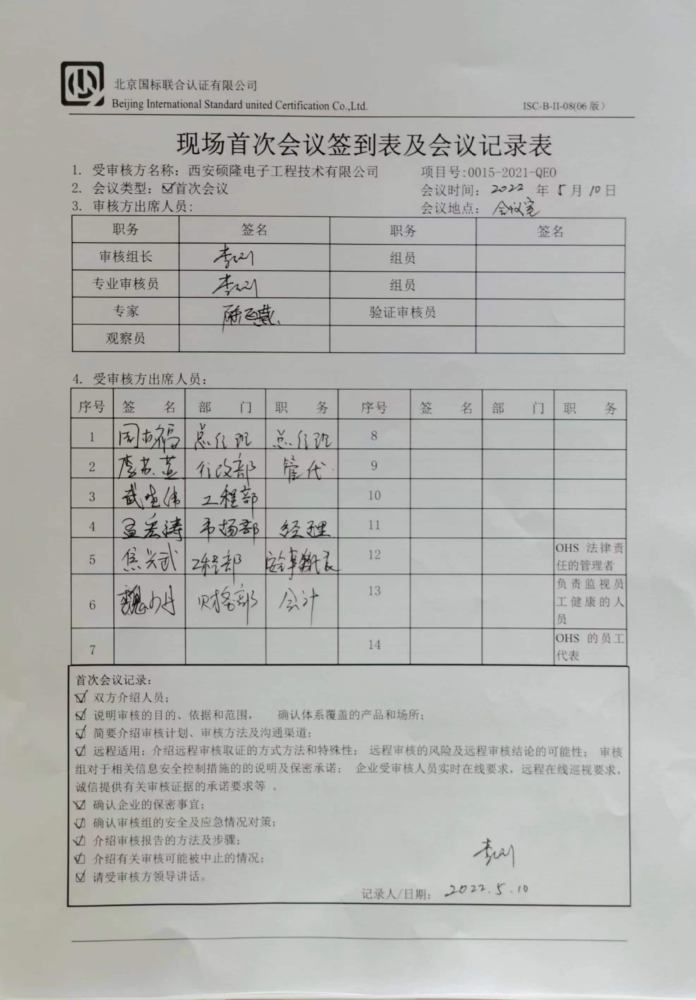 北京国标联合认证有限公司
Beijing International Standard united Certification Co.,Ltd.
ISC-B-II-08(06 版)
现场首次会议签到表及会议记录表
1. 受审核方名称：西安硕隆电子工程技术有限公司 项目号:0015-2021-QEO
2. 会议类型：☑首次会议 会议时间： 2022 年 5 月 10 日
3. 审核方出席人员： 会议地点： 会议室
职务 签名 职务 签名
审核组长 组员
专业审核员 组员
专家 验证审核员
观察员
4. 受审核方出席人员：
序号 签 名 部 门 职 务 序号 签 名 部 门 职 务
1 总经理 总经理 8
2 行政部 管代 9
3 工程部 10
4 孟宏涛 市场部 经理 11
5 焦兴武 工程部 12 OHS 法律责
任的管理者
6 财务部 会计 13 负责监视员
工健康的人
员
7 14 OHS 的员工
代表
首次会议记录：
☑ 双方介绍人员；
☑ 说明审核的目的、依据和范围， 确认体系覆盖的产品和场所；
☑ 简要介绍审核计划、审核方法及沟通渠道；
☑ 远程适用：介绍远程审核取证的方式方法和特殊性； 远程审核的风险及远程审核结论的可能性； 审核
组对于相关信息安全控制措施的的说明及保密承诺； 企业受审核人员实时在线要求，远程在线巡视要求，
诚信提供有关审核证据的承诺要求等 。
☑ 确认企业的保密事宜；
☑ 确认审核组的安全及应急情况对策；
☑ 介绍审核报告的方法及步骤；
☑ 介绍有关审核可能被中止的情况；
☑ 请受审核方领导讲话。
记录人/日期： 2022.5.10